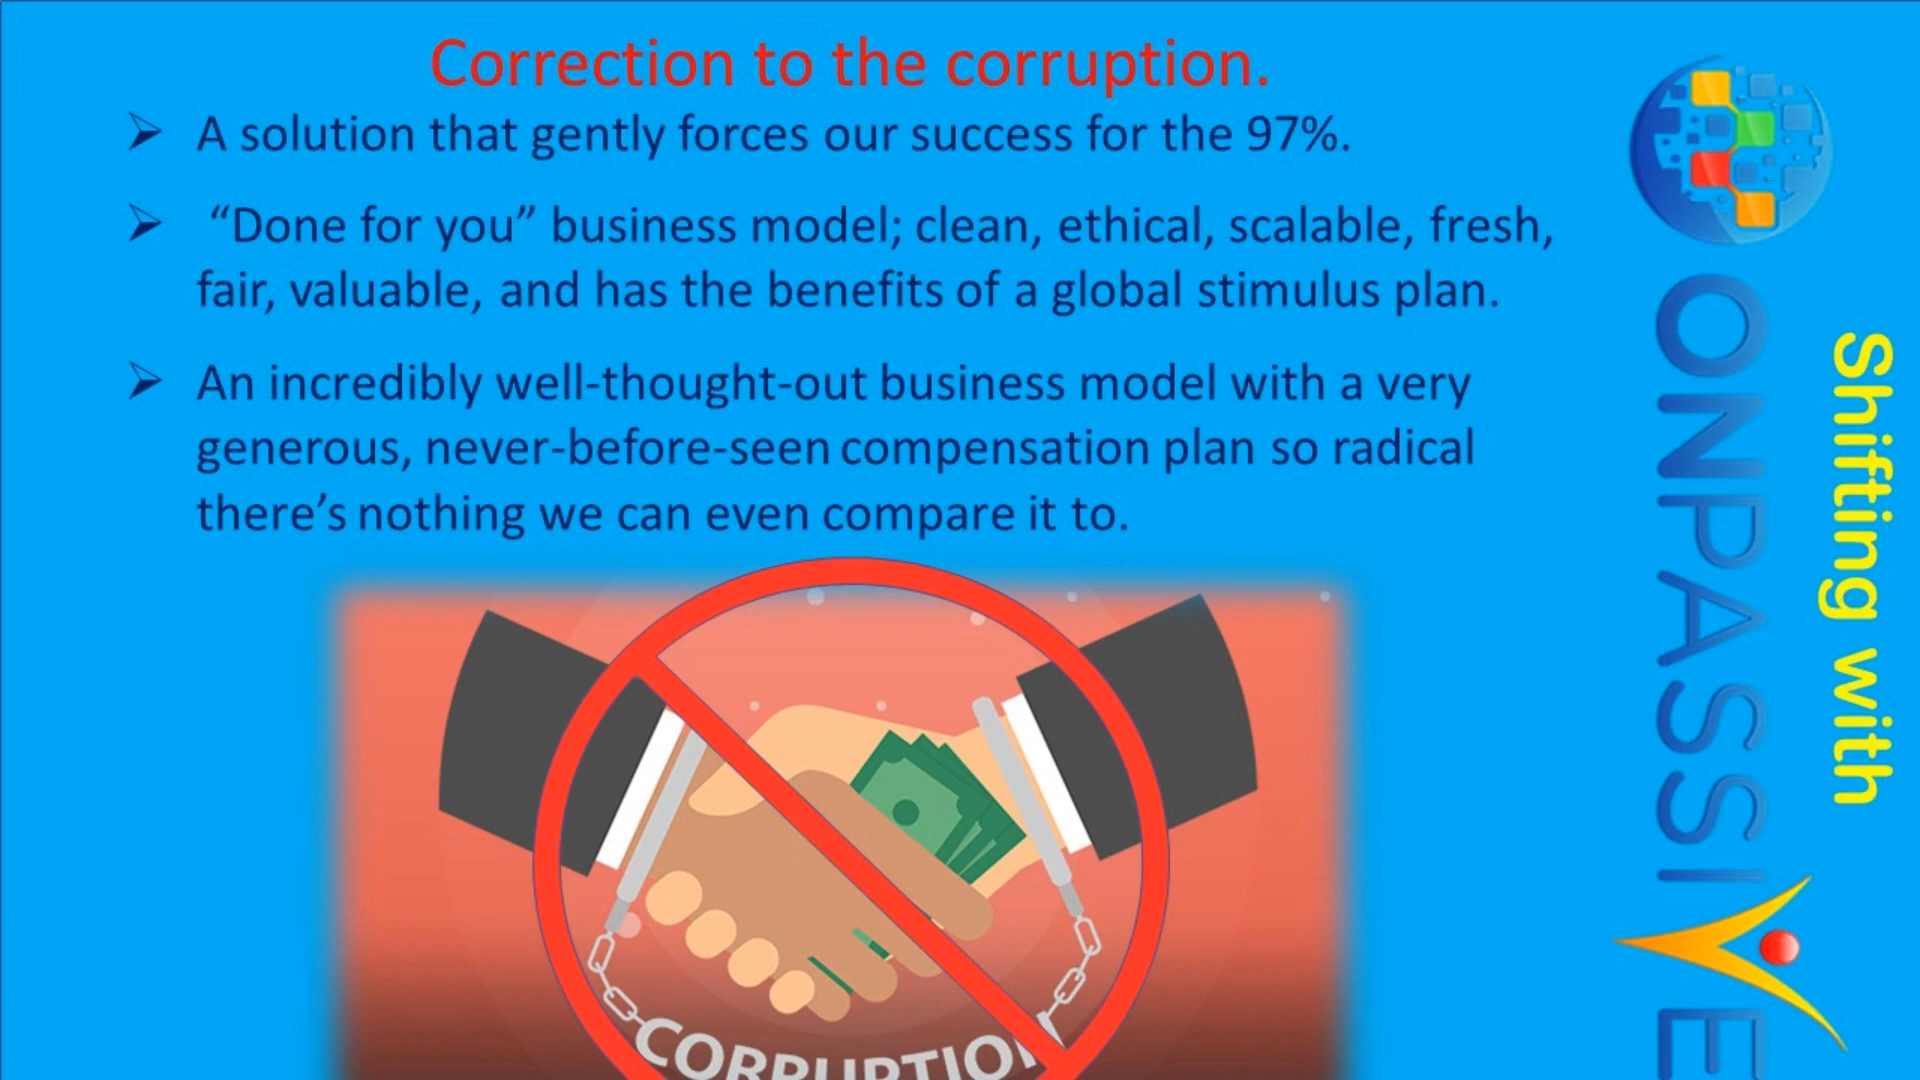 Correction to the corruption.
A solution that gently forces our success for the 97%.
“Done for you” business model; clean, ethical, scalable, fresh,
fair, valuable, and has the benefits of a global stimulus plan.
An incredibly well-thought-out business model with a very
generous, never-before-seen compensation plan so radical
there’s nothing we can even compare it to.
CORRUPTION
Shifting with
ONPASSIVE